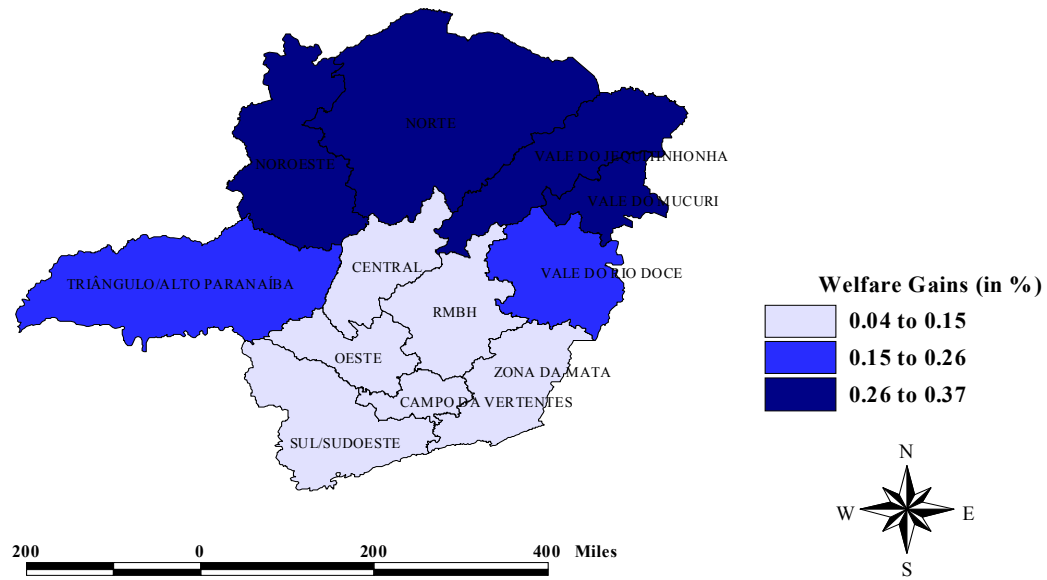 NORTE
NOROESTE
VALE DO JEQUITINHONHA
VALE DO MUCURI
TRIÂNGULO/ALTO PARANAÍBA
CENTRAL
VALE DO RIO DOCE
RMBH
OESTE
ZONA DA MATA
CAMPO DA VERTENTES
SUL/SUDOESTE
Welfare Gains (in %)
0.04 to 0.15
0.15 to 0.26
0.26 to 0.37
N
W E
S
200 0 200 400 Miles